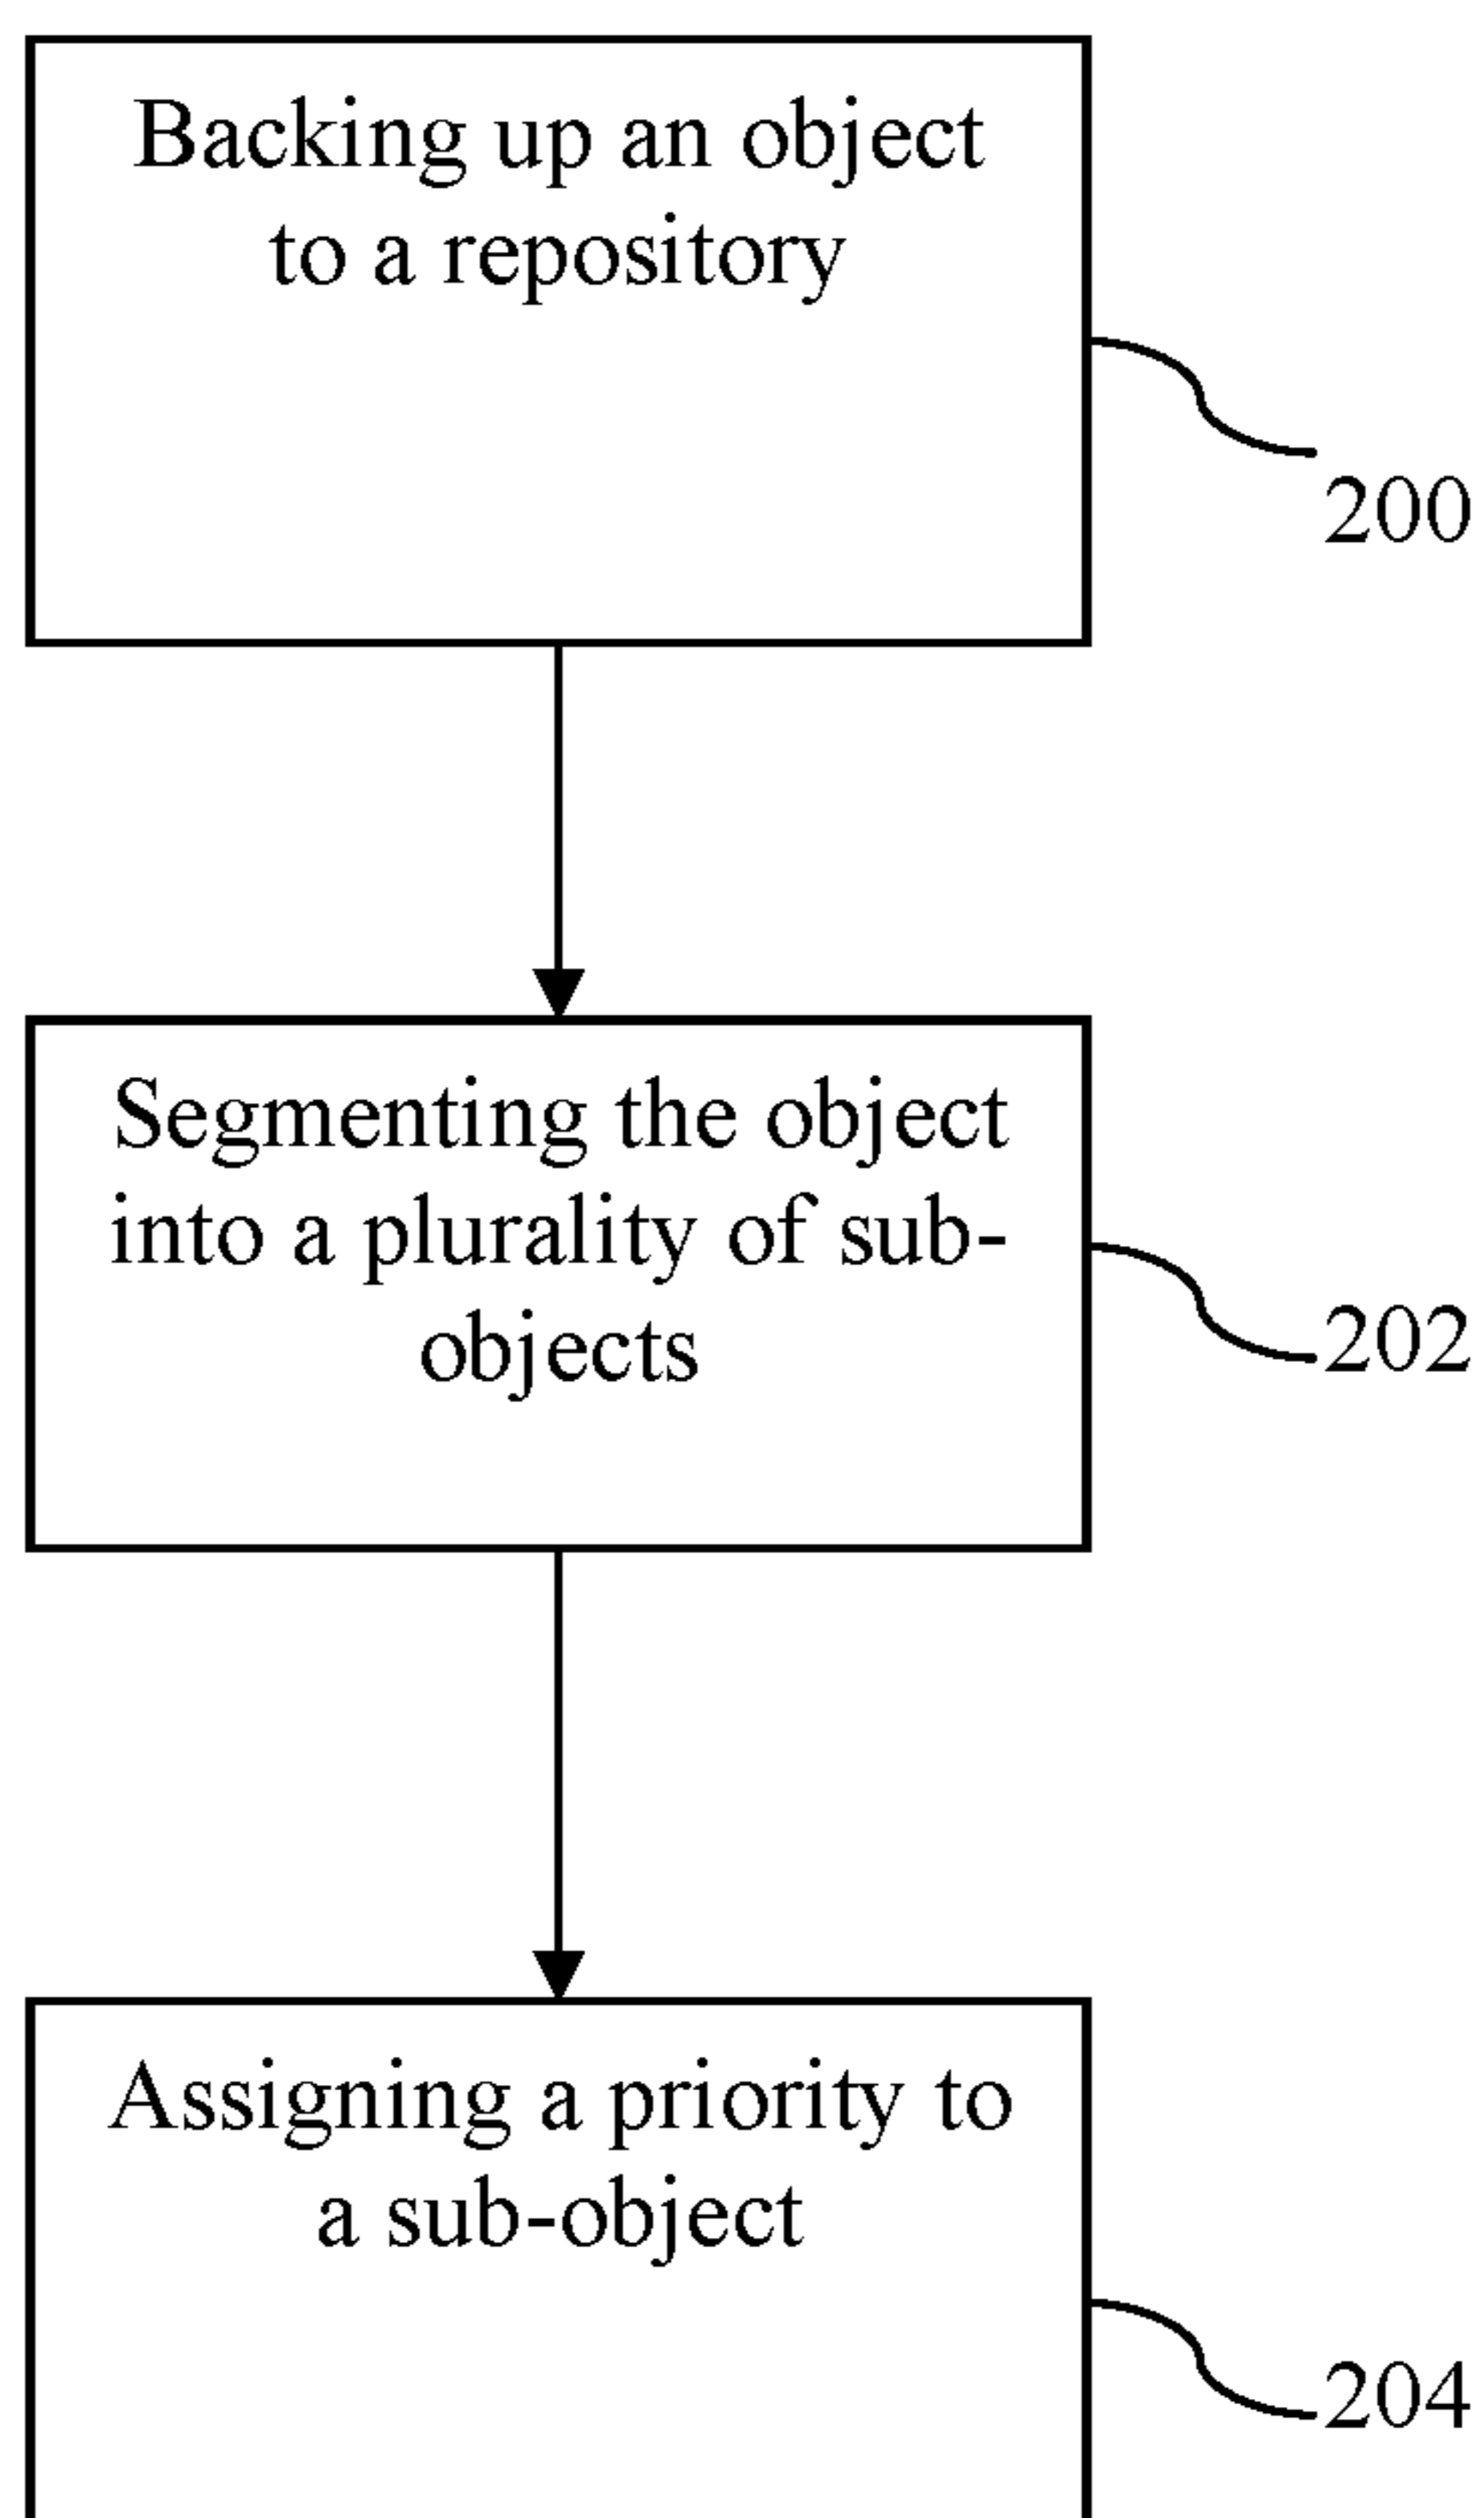 Backing up an object
to a repository
200
Segmenting the object
into a plurality of sub-
objects
202
Assigning a priority to
a sub-object
204